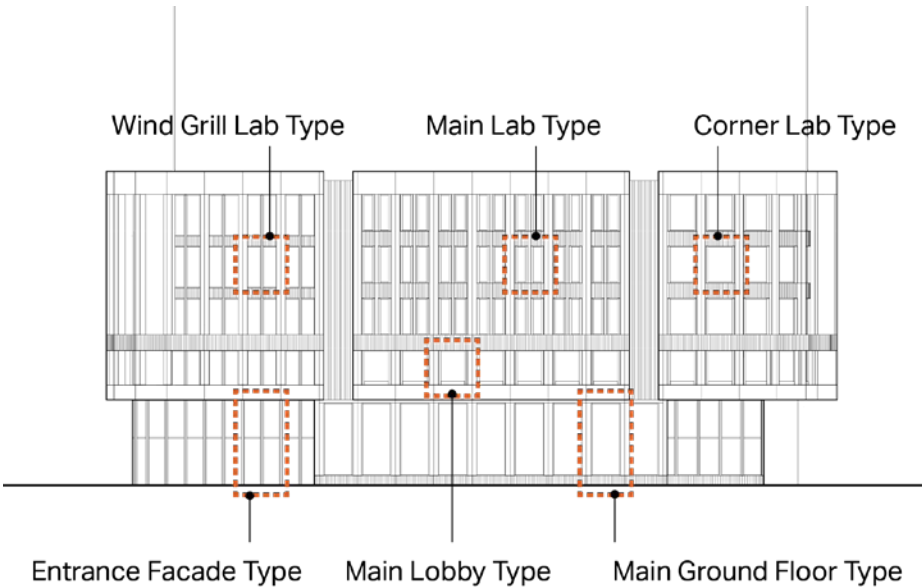 Wind Grill Lab Type
Main Lab Type
Corner Lab Type
Entrance Facade Type
Main Lobby Type
Main Ground Floor Type